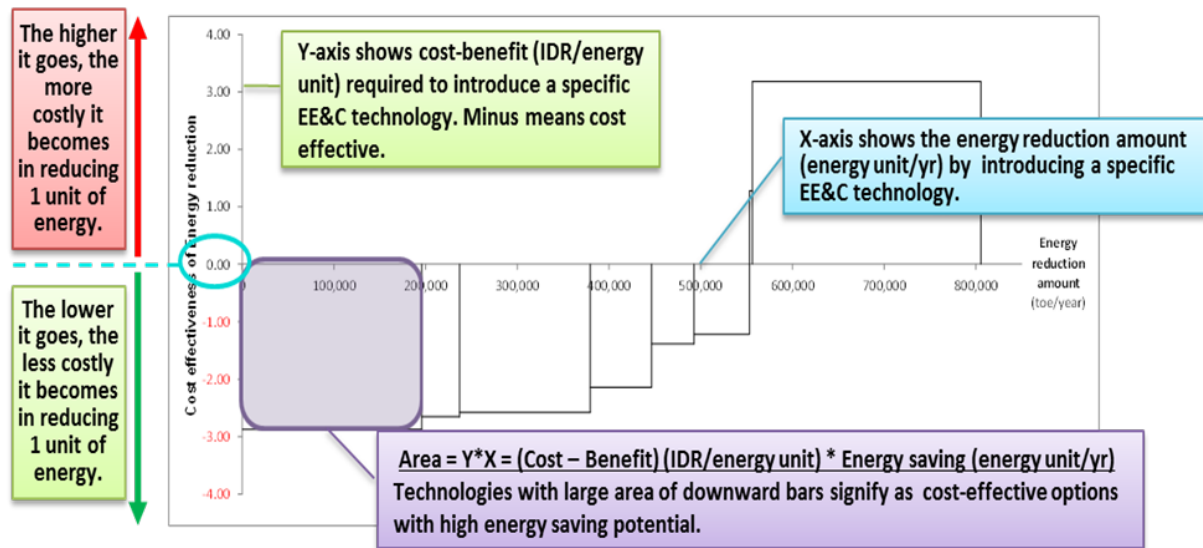 The higher
it goes, the
more
costly it
becomes
in reducing
1 unit of
energy.
The lower
it goes, the
less costly
it becomes
in reducing
1 unit of
energy.
Cost effectiveness of Energy reduction
4.00
3.00
2.00
1.00
0.00
-1.00
-2.00
-3.00
-4.00
Y-axis shows cost-benefit (IDR/energy
unit) required to introduce a specific
EE&C technology. Minus means cost
effective.
X-axis shows the energy reduction amount
(energy unit/yr) by introducing a specific
EE&C technology.
0
100,000
200,000
300,000
400,000
500,000
600,000
700,000
800,000
Energy
reduction
amount
(toe/year)
Area = Y*X = (Cost – Benefit) (IDR/energy unit) * Energy saving (energy unit/yr)
Technologies with large area of downward bars signify as cost-effective options
with high energy saving potential.